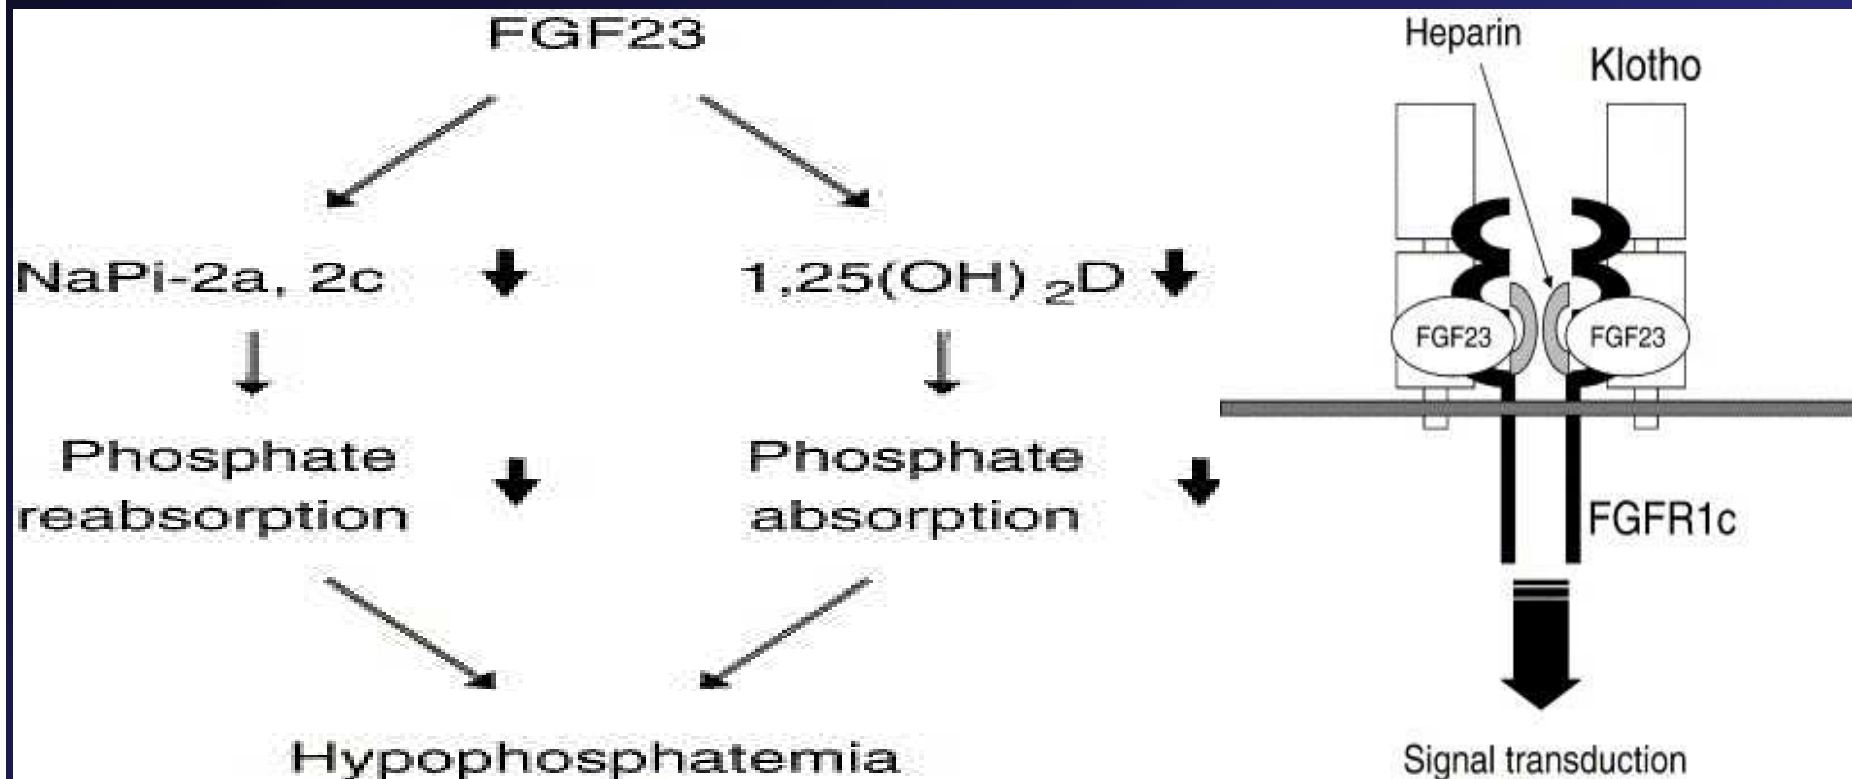 FGF23
NaPi-2a, 2c
1,25(OH) 2D
Phosphate
reabsorption
Phosphate
absorption
Hypophosphatemia
Heparin
Klotho
FGF23
FGF23
FGFR1c
Signal transduction